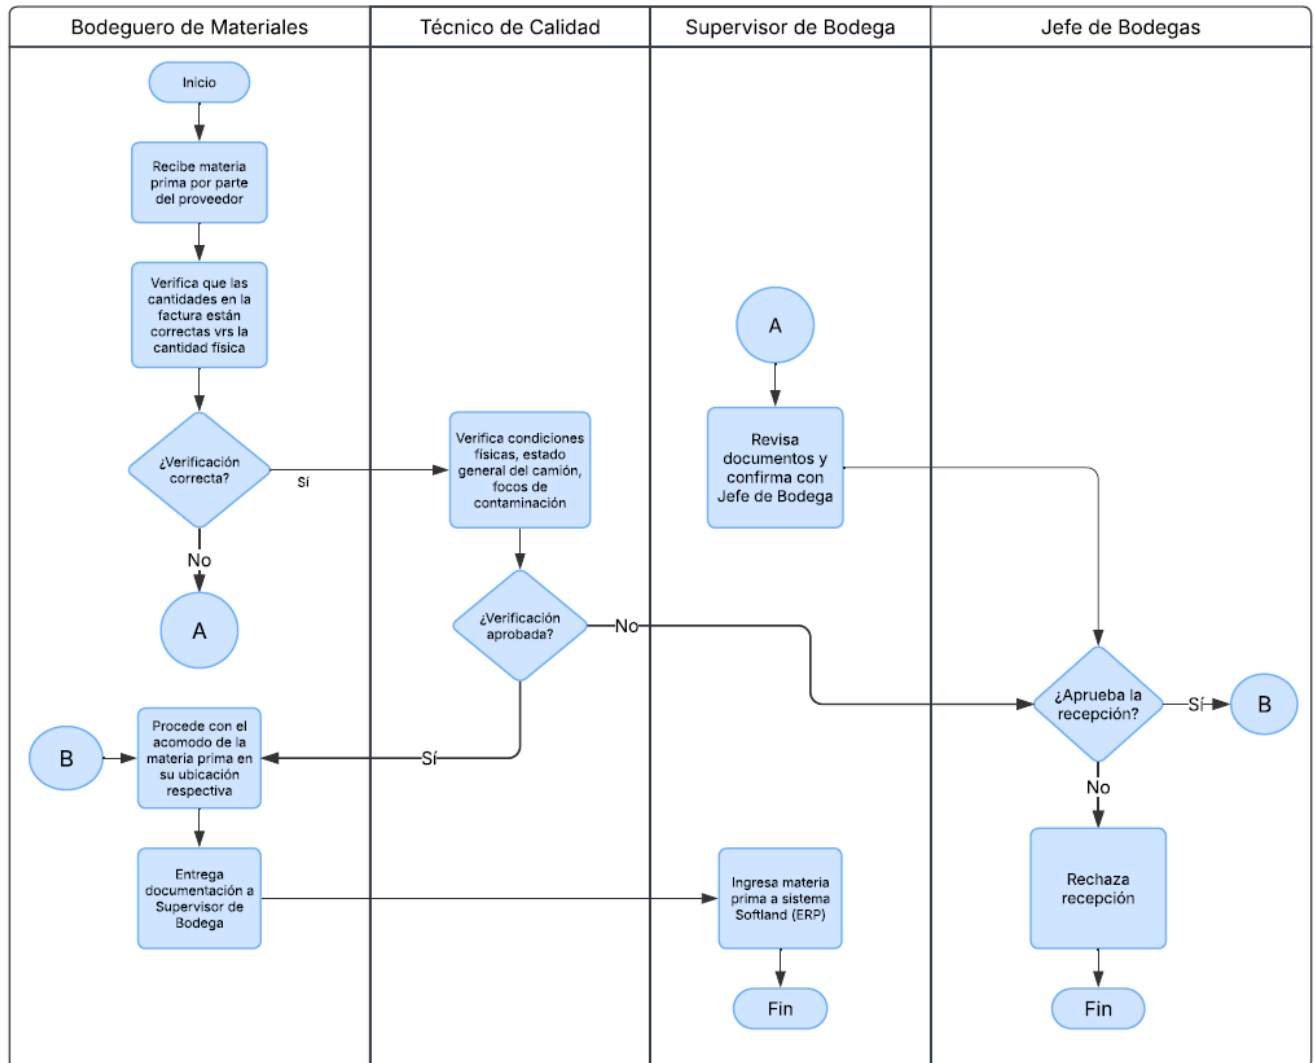 Bodeguero de Materiales
Técnico de Calidad
Supervisor de Bodega
Jefe de Bodegas
Inicio
Recibe materia
prima por parte
del proveedor
Verifica que las
cantidades en la
factura están
correctas vrs la
cantidad física
¿Verificación
correcta?
Sí
No
A
Verifica condiciones
físicas, estado
general del camión,
focos de
contaminación
¿Verificación
aprobada?
No
Sí
A
Revisa
documentos y
confirma con
Jefe de Bodega
¿Aprueba la
recepción?
Sí
B
No
Rechaza
recepción
Fin
B
Procede con el
acomodo de la
materia prima en
su ubicación
respectiva
Entrega
documentación a
Supervisor de
Bodega
Ingresa materia
prima a sistema
Softland (ERP)
Fin